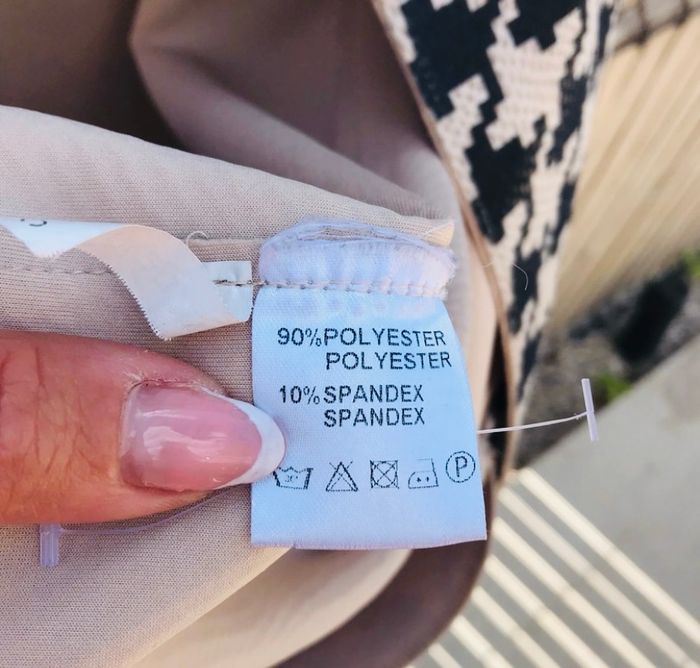 90%POLYESTER
POLYESTER
10%SPANDEX
SPANDEX
P